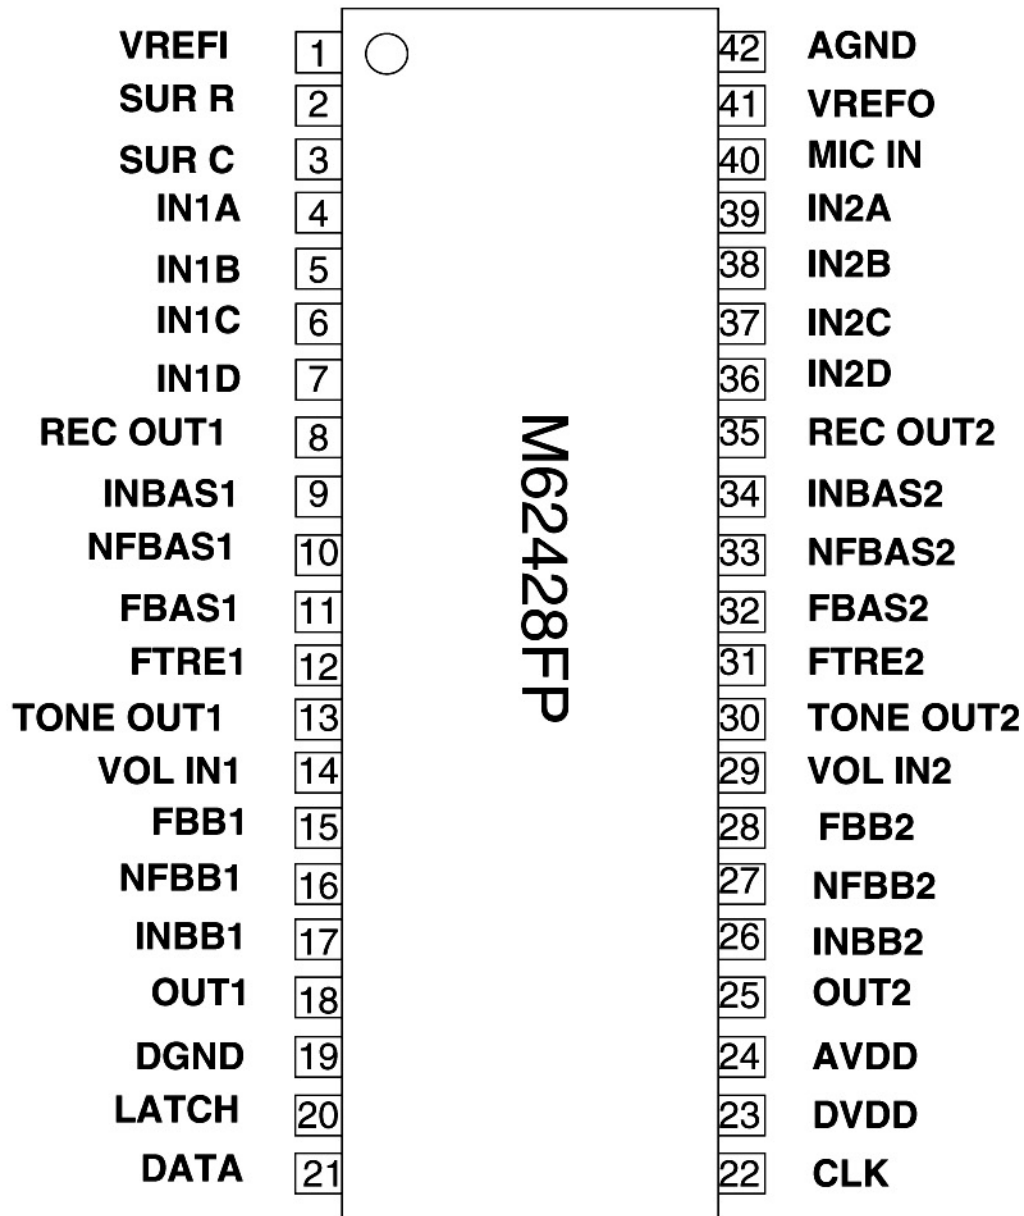 VREFI 1 42 AGND
SUR R 2 41 VREFO
SUR C 3 40 MIC IN
IN1A 4 39 IN2A
IN1B 5 38 IN2B
IN1C 6 37 IN2C
IN1D 7 36 IN2D
REC OUT1 8 35 REC OUT2
INBAS1 9 34 INBAS2
NFBAS1 10 33 NFBAS2
FBAS1 11 32 FBAS2
FTRE1 12 31 FTRE2
TONE OUT1 13 30 TONE OUT2
VOL IN1 14 29 VOL IN2
FBB1 15 28 FBB2
NFBB1 16 27 NFBB2
INBB1 17 26 INBB2
OUT1 18 25 OUT2
DGND 19 24 AVDD
LATCH 20 23 DVDD
DATA 21 22 CLK
M62428FP